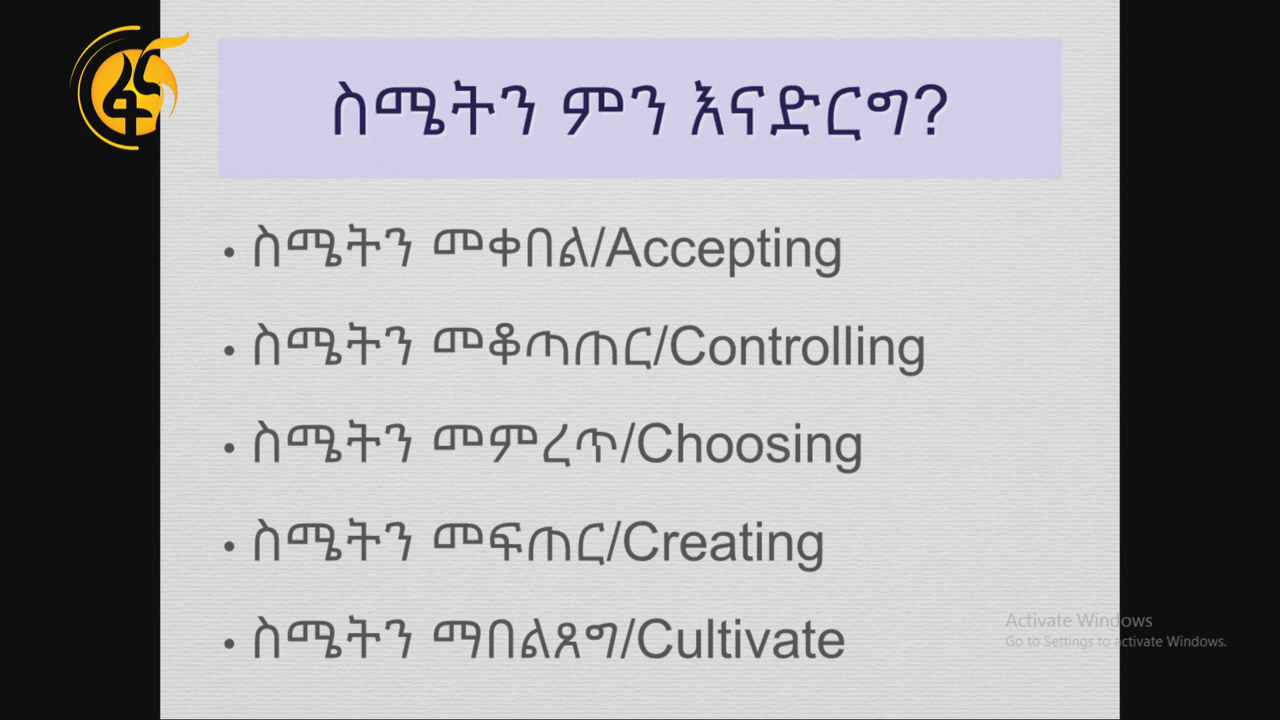 ፋና
ስሜትን ምን እናድርግ?
• ስሜትን መቀበል/Accepting
• ስሜትን መቆጣጠር/Controlling
• ስሜትን መምረጥ/Choosing
• ስሜትን መፍጠር/Creating
• ስሜትን ማበልጸግ/Cultivate
Activate Windows
Go to Settings to activate Windows.